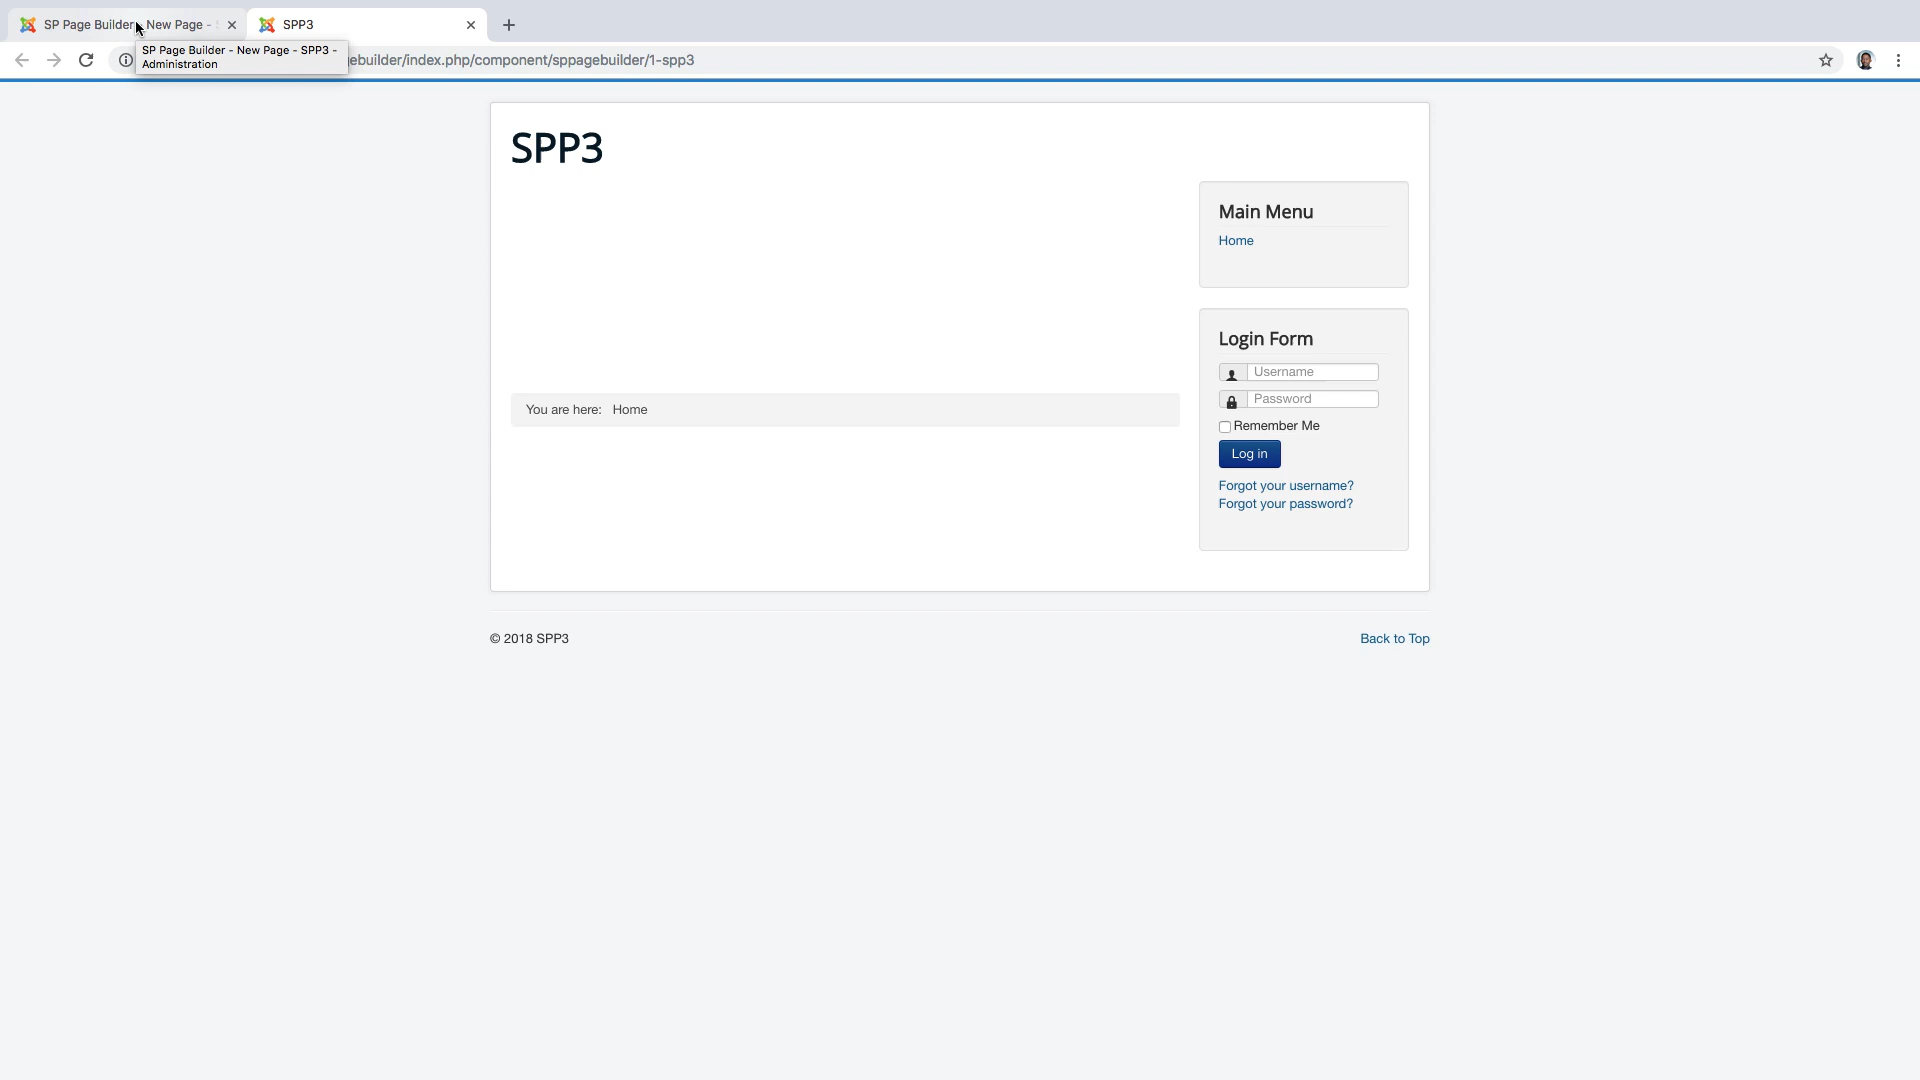 SP Page Builder - New Page -
SPP3
SP Page Builder - New Page - SPP3 -
Administration
ebuilder/index.php/component/sppagebuilder/1-spp3
SPP3
Main Menu
Home
Login Form
Username
Password
Remember Me
Log in
Forgot your username?
Forgot your password?
You are here: Home
© 2018 SPP3
Back to Top